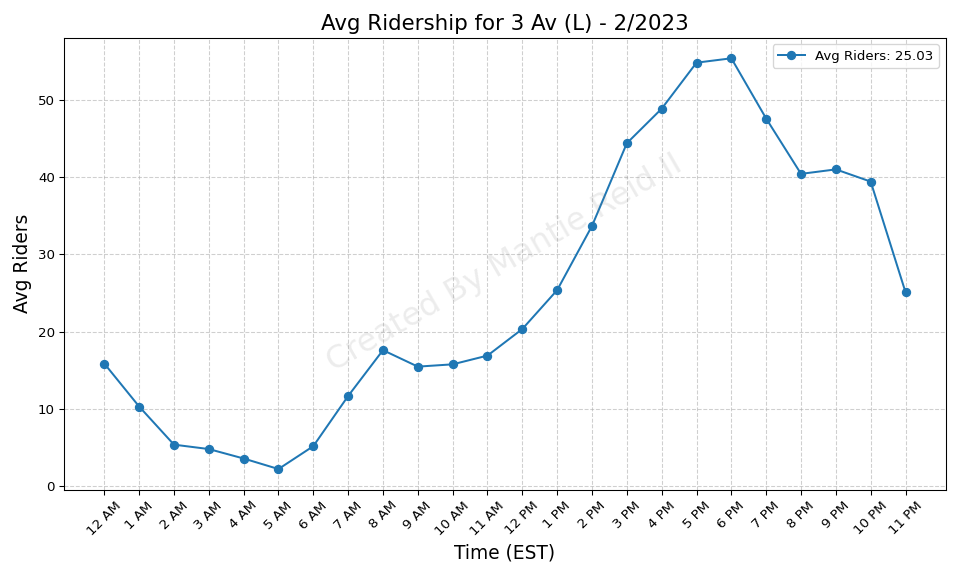 Avg Ridership for 3 Av (L) - 2/2023
Avg Riders: 25.03
Avg Riders
50
40
30
20
10
0
Created By Mantie Reid II
12 AM
1 AM
2 AM
3 AM
4 AM
5 AM
6 AM
7 AM
8 AM
9 AM
10 AM
11 AM
12 PM
1 PM
2 PM
3 PM
4 PM
5 PM
6 PM
7 PM
8 PM
9 PM
10 PM
11 PM
Time (EST)